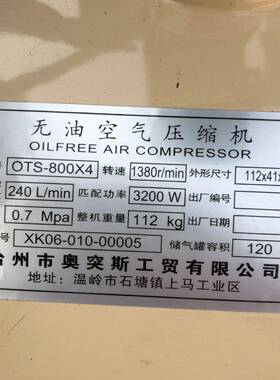 无油空气压缩机
OILFREE AIR COMPRESSOR
号 OTS-800X4 转速 1380r/min 外形尺寸 112x41x
240 L/min 匹配功率 3200 W 出厂编号
0.7 Mpa 整机重量 112 kg 出厂日期
号 XK06-010-00005 储气罐容积 120
台州市奥突斯工贸有限公司
地址:温岭市石塘镇上马工业区